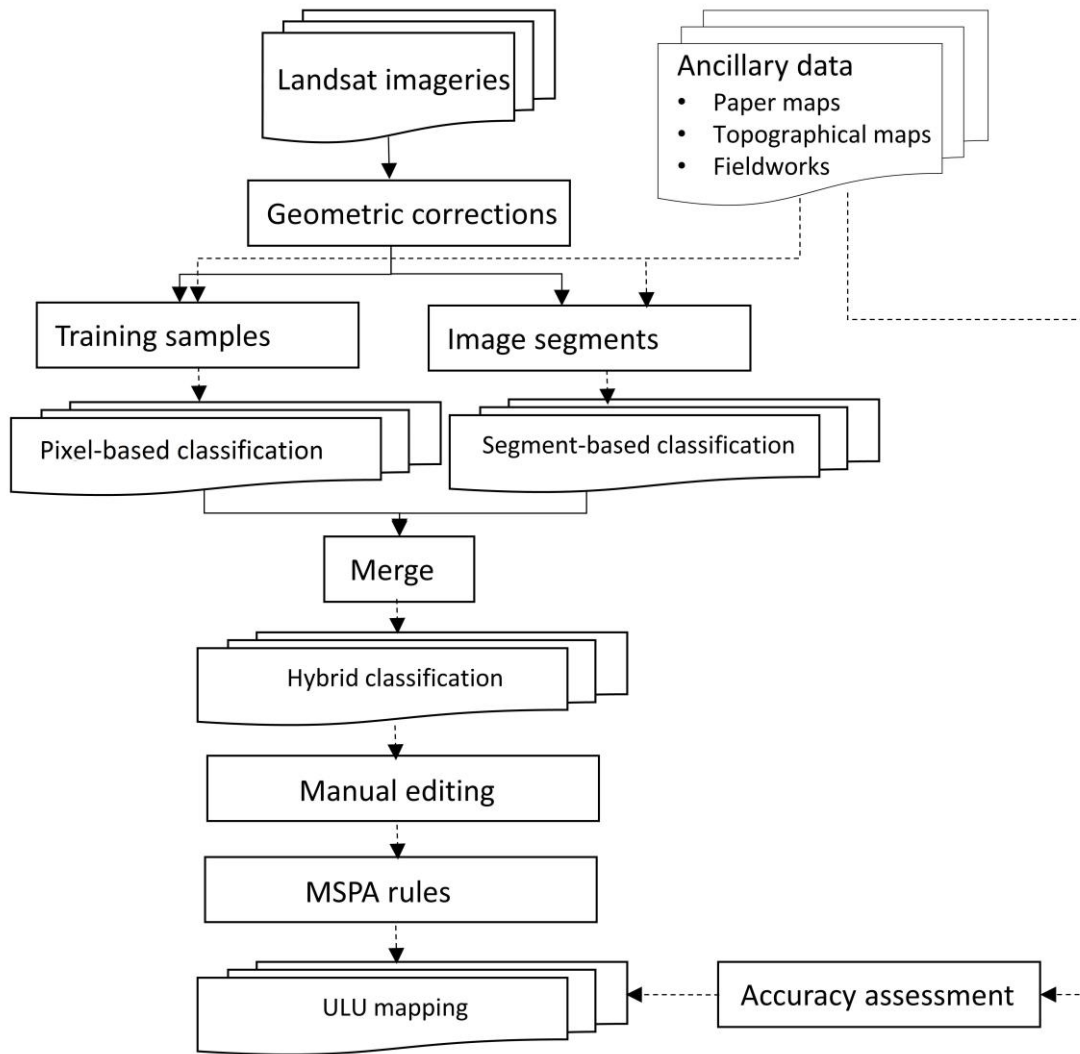 Landsat imageries
Ancillary data
• Paper maps
• Topographical maps
• Fieldworks
Geometric corrections
Training samples
Image segments
Pixel-based classification
Segment-based classification
Merge
Hybrid classification
Manual editing
MSPA rules
ULU mapping
Accuracy assessment